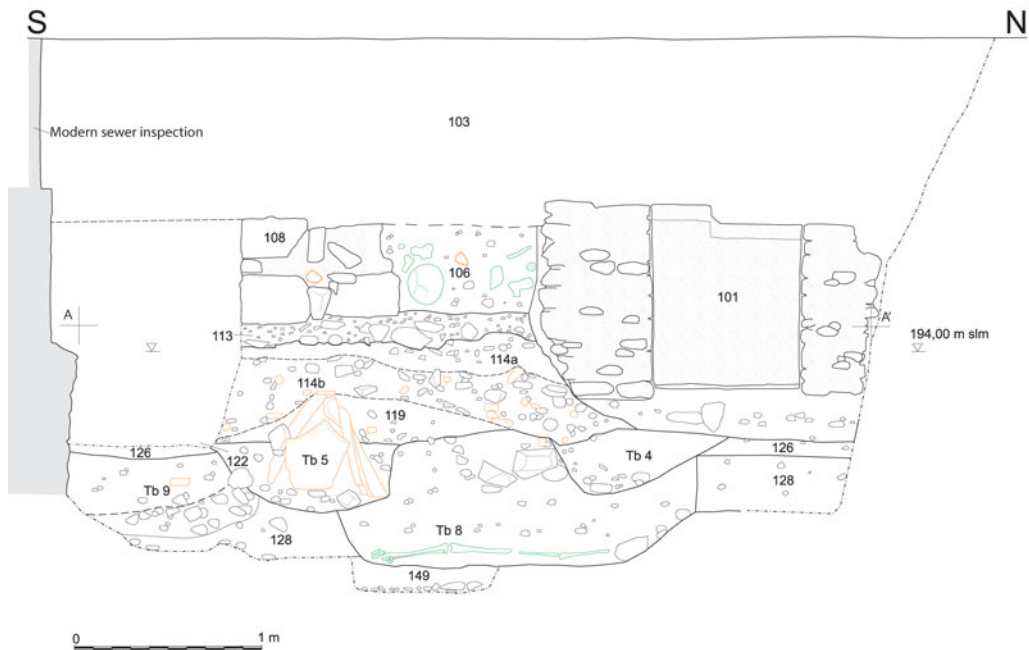 S
N
Modern sewer inspection
103
108
106
101
A
A'
194,00 m slm
113
114a
114b
119
126
122
Tb 5
Tb 4
126
128
Tb 9
128
Tb 8
149
0 1 m